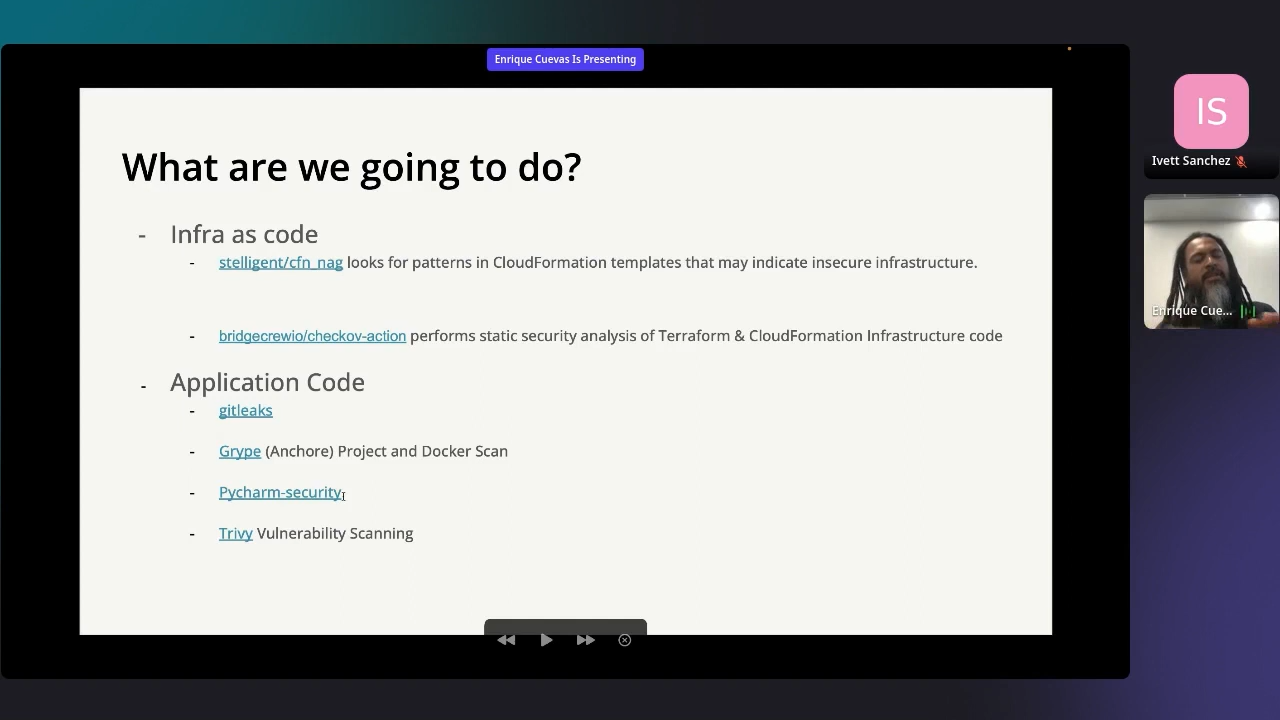 Enrique Cuevas Is Presenting
What are we going to do?
- Infra as code
- stelligent/cfn_nag looks for patterns in CloudFormation templates that may indicate insecure infrastructure.
- bridgecrewio/checkov-action performs static security analysis of Terraform & CloudFormation Infrastructure code
- Application Code
- gitleaks
- Grype (Anchore) Project and Docker Scan
- Pycharm-security
- Trivy Vulnerability Scanning
IS
Ivett Sanchez
Enrique Cue...